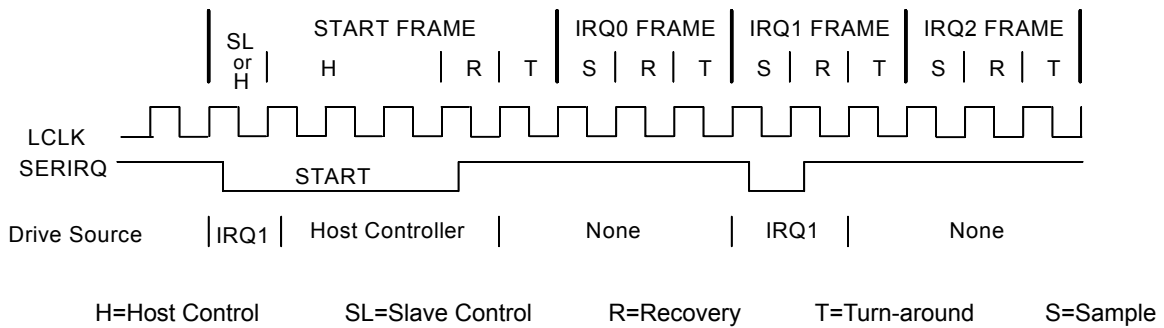 START FRAME IRQ0 FRAME IRQ1 FRAME IRQ2 FRAME
SL
or
H
H R T S R T S R T S R T
LCLK
SERIRQ
START
Drive Source IRQ1 Host Controller None IRQ1 None
H=Host Control SL=Slave Control R=Recovery T=Turn-around S=Sample